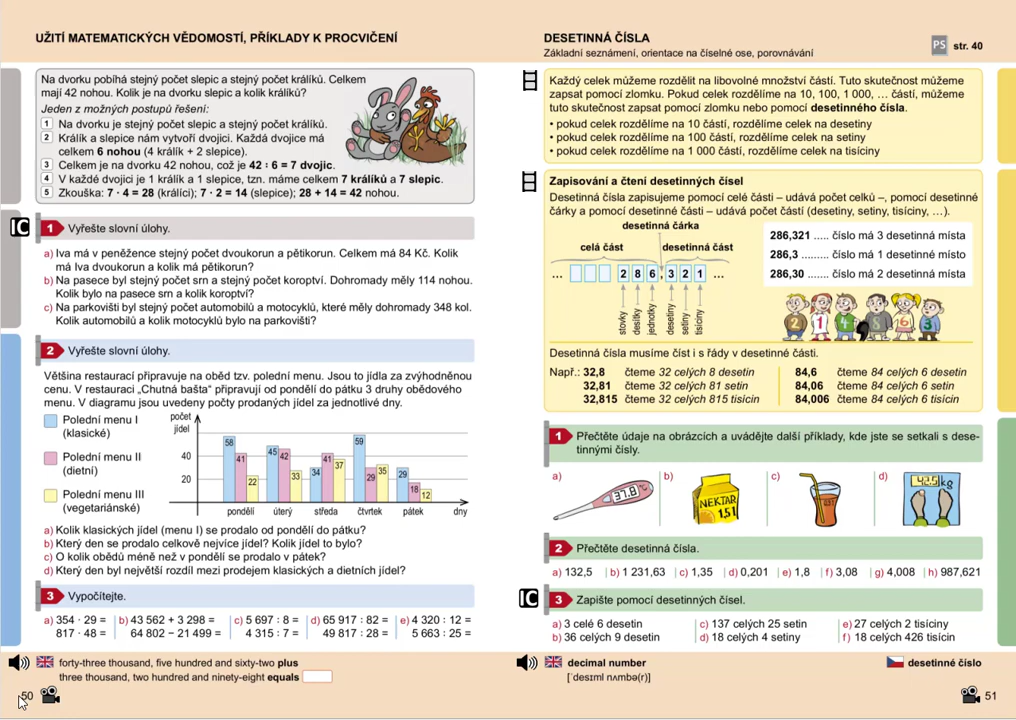 UŽITÍ MATEMATICKÝCH VĚDOMOSTÍ, PŘÍKLADY K PROCVIČENÍ
Na dvorku pobíhá stejný počet slepic a stejný počet králíků. Celkem
mají 42 nohou. Kolik je na dvorku slepic a kolik králíků?
Jeden z možných postupů řešení:
1 Na dvorku je stejný počet slepic a stejný počet králíků.
2 Králík a slepice nám vytvoří dvojici. Každá dvojice má
celkem 6 nohou (4 králík + 2 slepice).
3 Celkem je na dvorku 42 nohou, což je 42 : 6 = 7 dvojic.
4 V každé dvojici je 1 králík a 1 slepice, tzn. máme celkem 7 králíků a 7 slepic.
5 Zkouška: 7 · 4 = 28 (králíci); 7 · 2 = 14 (slepice); 28 + 14 = 42 nohou.
IC
1 Vyřešte slovní úlohy.
a) Iva má v peněžence stejný počet dvoukorun a pětikorun. Celkem má 84 Kč. Kolik
má Iva dvoukorun a kolik má pětikorun?
b) Na pasece byl stejný počet srn a stejný počet koroptví. Dohromady měly 114 nohou.
Kolik bylo na pasece srn a kolik koroptví?
c) Na parkovišti byl stejný počet automobilů a motocyklů, které měly dohromady 348 kol.
Kolik automobilů a kolik motocyklů bylo na parkovišti?
2 Vyřešte slovní úlohy.
Většina restaurací připravuje na oběd tzv. polední menu. Jsou to jídla za zvýhodněnou
cenu. V restauraci „Chutná bašta“ připravují od pondělí do pátku 3 druhy obědového
menu. V diagramu jsou uvedeny počty prodaných jídel za jednotlivé dny.
Polední menu I
(klasické)
Polední menu II
(dietní)
Polední menu III
(vegetariánské)
počet
jídel
40
20
58 41 22
45 42 33
34 41 37
59 29 35
29 18 12
pondělí úterý středa čtvrtek pátek dny
a) Kolik klasických jídel (menu I) se prodalo od pondělí do pátku?
b) Který den se prodalo celkově nejvíce jídel? Kolik jídel to bylo?
c) O kolik obědů méně než v pondělí se prodalo v pátek?
d) Který den byl největší rozdíl mezi prodejem klasických a dietních jídel?
3 Vypočítejte.
a) 354 · 29 = b) 43 562 + 3 298 = c) 5 697 : 8 = d) 65 917 : 82 = e) 4 320 : 12 =
817 · 48 = 64 802 − 21 499 = 4 315 : 7 = 49 817 : 28 = 5 663 : 25 =
forty-three thousand, five hundred and sixty-two plus
three thousand, two hundred and ninety-eight equals
50
DESETINNÁ ČÍSLA
Základní seznámení, orientace na číselné ose, porovnávání
PS str. 40
Každý celek můžeme rozdělit na libovolné množství částí. Tuto skutečnost můžeme
zapsat pomocí zlomku. Pokud celek rozdělíme na 10, 100, 1 000, … částí, můžeme
tuto skutečnost zapsat pomocí zlomku nebo pomocí desetinného čísla.
• pokud celek rozdělíme na 10 částí, rozdělíme celek na desetiny
• pokud celek rozdělíme na 100 částí, rozdělíme celek na setiny
• pokud celek rozdělíme na 1 000 částí, rozdělíme celek na tisíciny
Zapisování a čtení desetinných čísel
Desetinná čísla zapisujeme pomocí celé části – udává počet celků –, pomocí desetinné
čárky a pomocí desetinné části – udává počet částí (desetiny, setiny, tisíciny, …).
desetinná čárka
celá část desetinná část
… 2 8 6 , 3 2 1 …
stovky
desítky
jednotky
desetiny
setiny
tisíciny
286,321 ..... číslo má 3 desetinná místa
286,3 ......... číslo má 1 desetinné místo
286,30 ........ číslo má 2 desetinná místa
2 1 4 8 6 3
Desetinná čísla musíme číst i s řády v desetinné části.
Např.: 32,8 čteme 32 celých 8 desetin
32,81 čteme 32 celých 81 setin
32,815 čteme 32 celých 815 tisícin
84,6 čteme 84 celých 6 desetin
84,06 čteme 84 celých 6 setin
84,006 čteme 84 celých 6 tisícin
1 Přečtěte údaje na obrázcích a uvádějte další příklady, kde jste se setkali s dese-
tinnými čísly.
a) 37,8
b) NEKTAR 1,5 l
c)
d) 42,5 kg
2 Přečtěte desetinná čísla.
a) 132,5 b) 1 231,63 c) 1,35 d) 0,201 e) 1,8 f) 3,08 g) 4,008 h) 987,621
IC
3 Zapište pomocí desetinných čísel.
a) 3 celé 6 desetin c) 137 celých 25 setin e) 27 celých 2 tisíciny
b) 36 celých 9 desetin d) 18 celých 4 setiny f) 18 celých 426 tisícin
decimal number
[ˈdesɪml nʌmbə(r)]
desetinné číslo
51